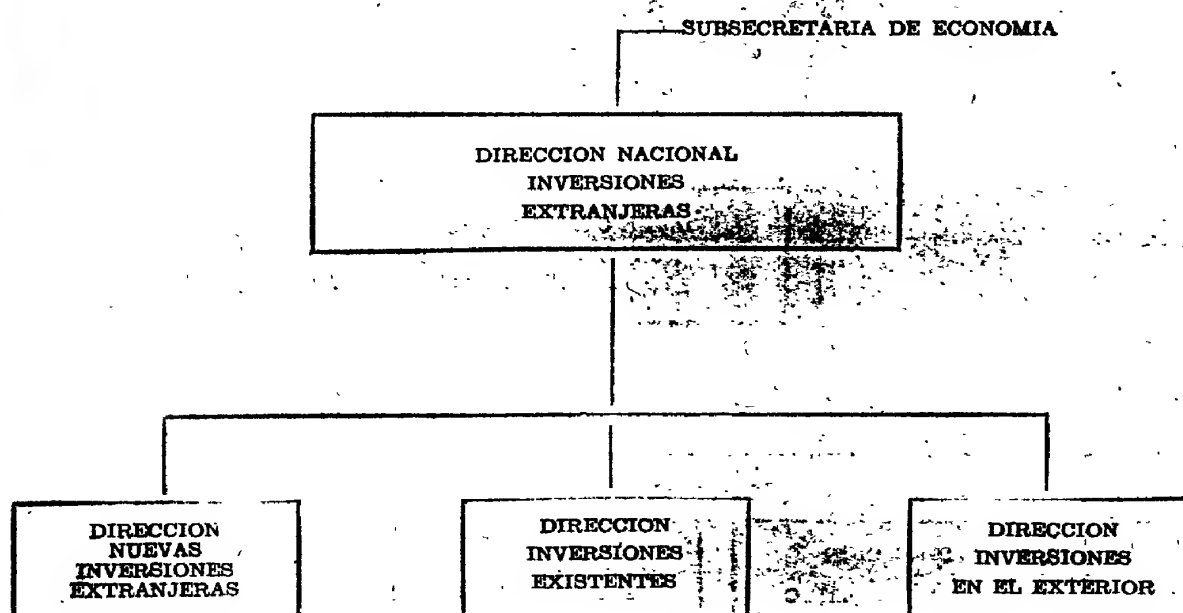 SUBSECRETARIA DE ECONOMIA
DIRECCION NACIONAL
INVERSIONES
EXTRANJERAS
DIRECCION
NUEVAS
INVERSIONES
EXTRANJERAS
DIRECCION
INVERSIONES
EXISTENTES
DIRECCION
INVERSIONES
EN EL EXTERIOR